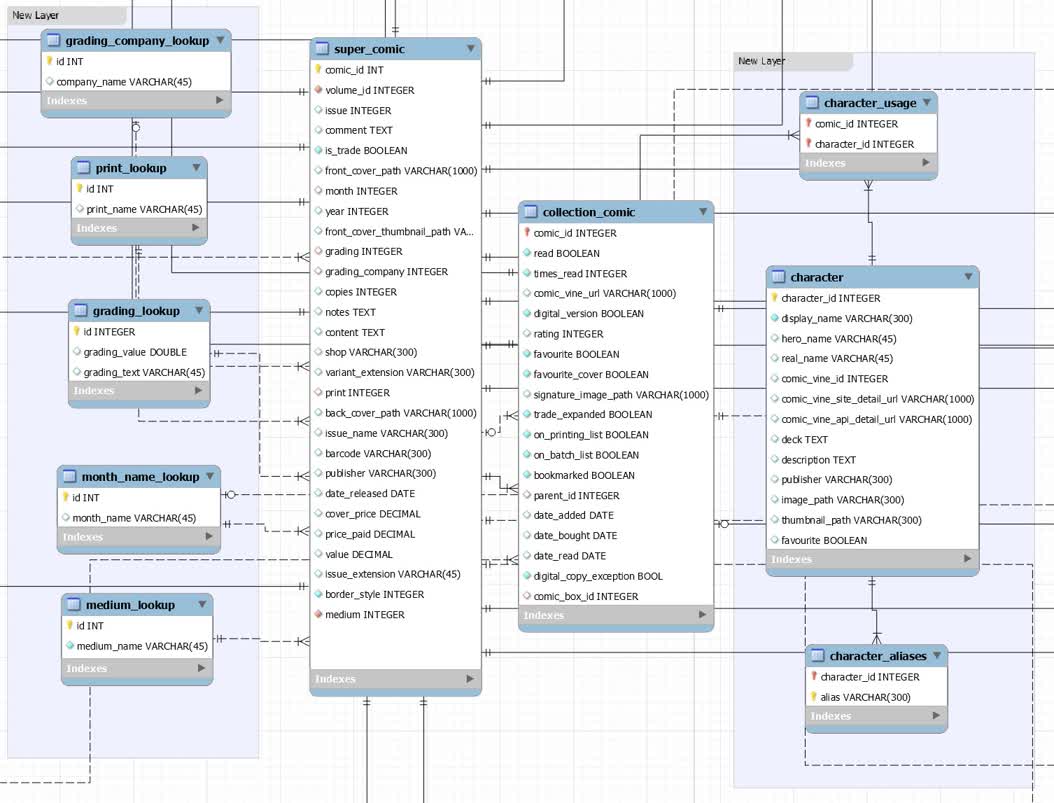 New Layer
grading_company_lookup
id INT
company_name VARCHAR(45)
Indexes
print_lookup
id INT
print_name VARCHAR(45)
Indexes
grading_lookup
id INTEGER
grading_value DOUBLE
grading_text VARCHAR(45)
Indexes
month_name_lookup
id INT
month_name VARCHAR(45)
Indexes
medium_lookup
id INT
medium_name VARCHAR(45)
Indexes
super_comic
comic_id INT
volume_id INTEGER
issue INTEGER
comment TEXT
is_trade BOOLEAN
front_cover_path VARCHAR(1000)
month INTEGER
year INTEGER
front_cover_thumbnail_path VA...
grading INTEGER
grading_company INTEGER
copies INTEGER
notes TEXT
content TEXT
shop VARCHAR(300)
variant_extension VARCHAR(300)
print INTEGER
back_cover_path VARCHAR(1000)
issue_name VARCHAR(300)
barcode VARCHAR(300)
publisher VARCHAR(300)
date_released DATE
cover_price DECIMAL
price_paid DECIMAL
value DECIMAL
issue_extension VARCHAR(45)
border_style INTEGER
medium INTEGER
Indexes
collection_comic
comic_id INTEGER
read BOOLEAN
times_read INTEGER
comic_vine_url VARCHAR(1000)
digital_version BOOLEAN
rating INTEGER
favourite BOOLEAN
favourite_cover BOOLEAN
signature_image_path VARCHAR(1000)
trade_expanded BOOLEAN
on_printing_list BOOLEAN
on_batch_list BOOLEAN
bookmarked BOOLEAN
parent_id INTEGER
date_added DATE
date_bought DATE
date_read DATE
digital_copy_exception BOOL
comic_box_id INTEGER
Indexes
New Layer
character_usage
comic_id INTEGER
character_id INTEGER
Indexes
character
character_id INTEGER
display_name VARCHAR(300)
hero_name VARCHAR(45)
real_name VARCHAR(45)
comic_vine_id INTEGER
comic_vine_site_detail_url VARCHAR(1000)
comic_vine_api_detail_url VARCHAR(1000)
deck TEXT
description TEXT
publisher VARCHAR(300)
image_path VARCHAR(300)
thumbnail_path VARCHAR(300)
favourite BOOLEAN
Indexes
character_aliases
character_id INTEGER
alias VARCHAR(300)
Indexes